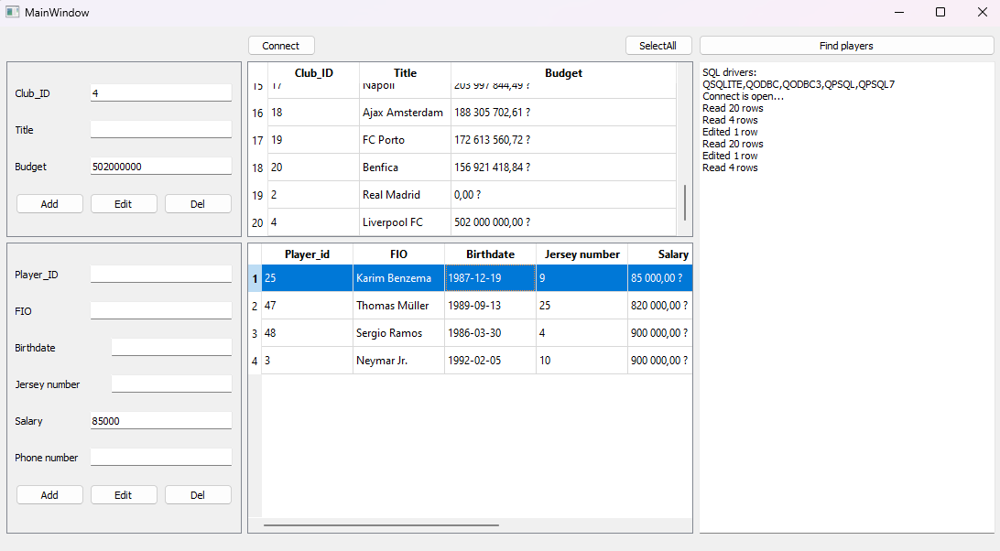 MainWindow
Connect
SelectAll
Find players
Club_ID 4
Title
Budget 502000000
Add Edit Del
Club_ID Title Budget
15 17 Napoli 203 997 844,49 ?
16 18 Ajax Amsterdam 188 305 702,61 ?
17 19 FC Porto 172 613 560,72 ?
18 20 Benfica 156 921 418,84 ?
19 2 Real Madrid 0,00 ?
20 4 Liverpool FC 502 000 000,00 ?
SQL drivers:
QSQLITE,QODBC,QODBC3,QPSQL,QPSQL7
Connect is open...
Read 20 rows
Read 4 rows
Edited 1 row
Read 20 rows
Edited 1 row
Read 4 rows
Player_ID
FIO
Birthdate
Jersey number
Salary 85000
Phone number
Add Edit Del
Player_id FIO Birthdate Jersey number Salary
1 25 Karim Benzema 1987-12-19 9 85 000,00 ?
2 47 Thomas Müller 1989-09-13 25 820 000,00 ?
3 48 Sergio Ramos 1986-03-30 4 900 000,00 ?
4 3 Neymar Jr. 1992-02-05 10 900 000,00 ?